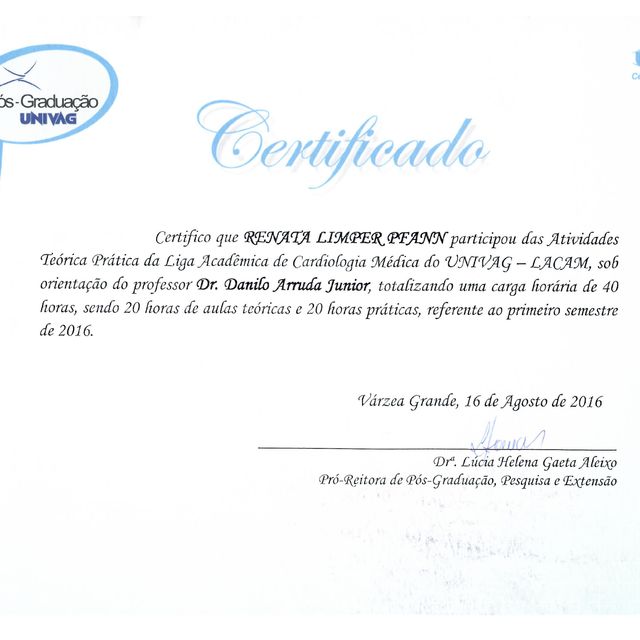 ós-Graduação
UNIVAG
Certificado
Certifico que RENATA LIMPER PFANN participou das Atividades
Teórica Prática da Liga Acadêmica de Cardiologia Médica do UNIVAG – LACAM, sob
orientação do professor Dr. Danilo Arruda Junior, totalizando uma carga horária de 40
horas, sendo 20 horas de aulas teóricas e 20 horas práticas, referente ao primeiro semestre
de 2016.
Várzea Grande, 16 de Agosto de 2016
Drª. Lúcia Helena Gaeta Aleixo
Pró-Reitora de Pós-Graduação, Pesquisa e Extensão